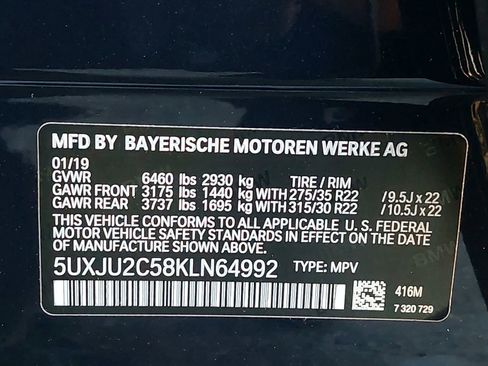 MFD BY BAYERISCHE MOTOREN WERKE AG
01/19
GVWR 6460 lbs 2930 kg TIRE / RIM
GAWR FRONT 3175 lbs 1440 kg WITH 275/35 R22 / 9.5J x 22
GAWR REAR 3737 lbs 1695 kg WITH 315/30 R22 / 10.5J x 22
THIS VEHICLE CONFORMS TO ALL APPLICABLE U.S. FEDERAL
MOTOR VEHICLE SAFETY STANDARDS IN EFFECT ON THE
DATE OF MANUFACTURE SHOWN ABOVE.
5UXJU2C58KLN64992 TYPE: MPV
416M
7 320 729